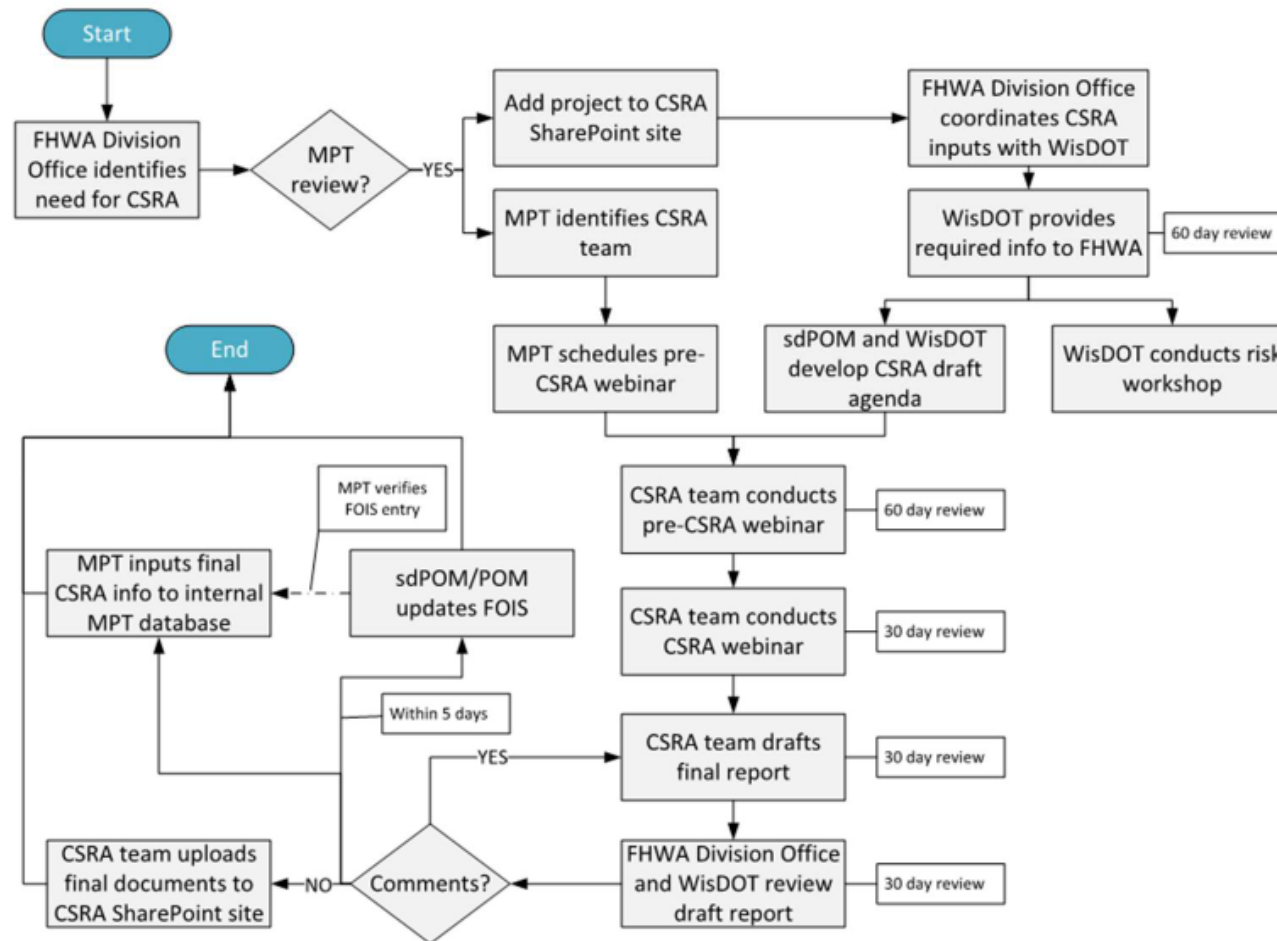 Start
FHWA Division
Office identifies
need for CSRA
MPT
review?
YES
Add project to CSRA
SharePoint site
FHWA Division Office
coordinates CSRA
inputs with WisDOT
MPT identifies CSRA
team
WisDOT provides
required info to FHWA
60 day review
MPT schedules pre-
CSRA webinar
sdPOM and WisDOT
develop CSRA draft
agenda
WisDOT conducts risk
workshop
End
CSRA team conducts
pre-CSRA webinar
60 day review
MPT verifies
FOIS entry
MPT inputs final
CSRA info to internal
MPT database
sdPOM/POM
updates FOIS
CSRA team conducts
CSRA webinar
30 day review
Within 5 days
YES
CSRA team drafts
final report
30 day review
CSRA team uploads
final documents to
CSRA SharePoint site
NO
Comments?
FHWA Division Office
and WisDOT review
draft report
30 day review